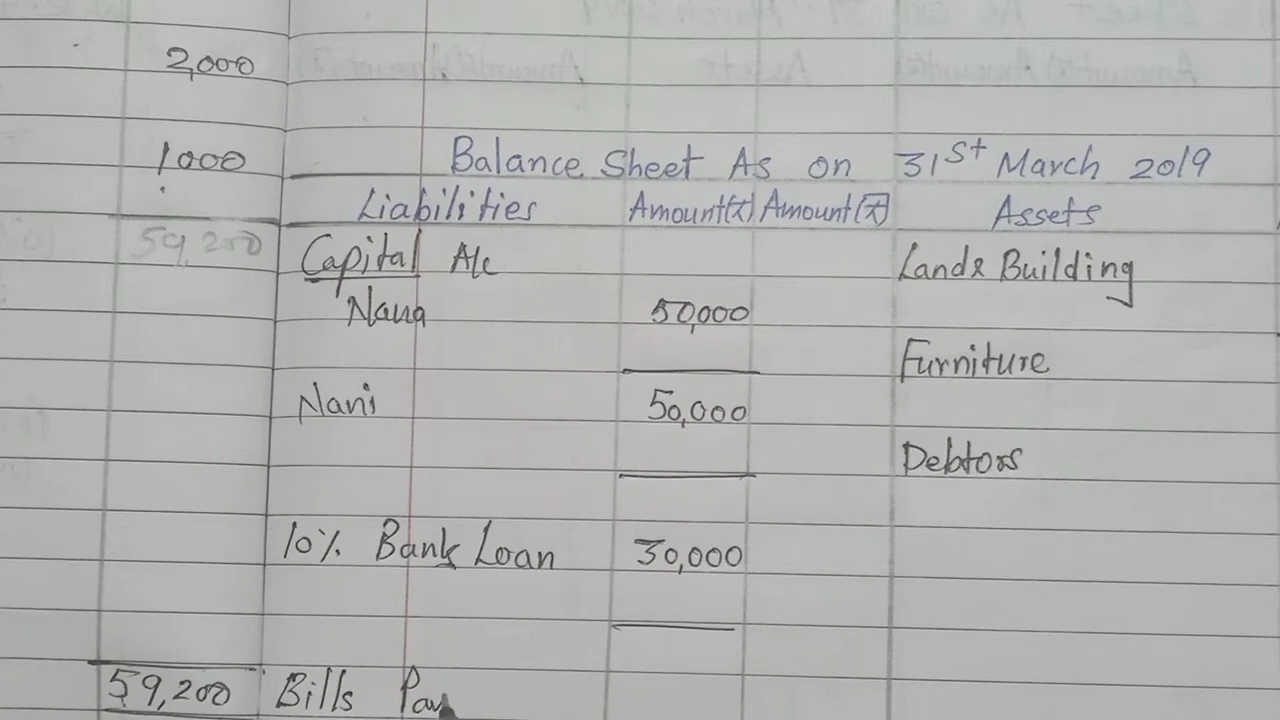 2,000
1000
59,200
59,200
Balance Sheet As on 31st March 2019
Liabilities Amount(₹) Amount(₹) Assets
Capital A/c Land & Building
Nana 50,000
Furniture
Nani 50,000
Debtors
10% Bank Loan 30,000
Bills Pay